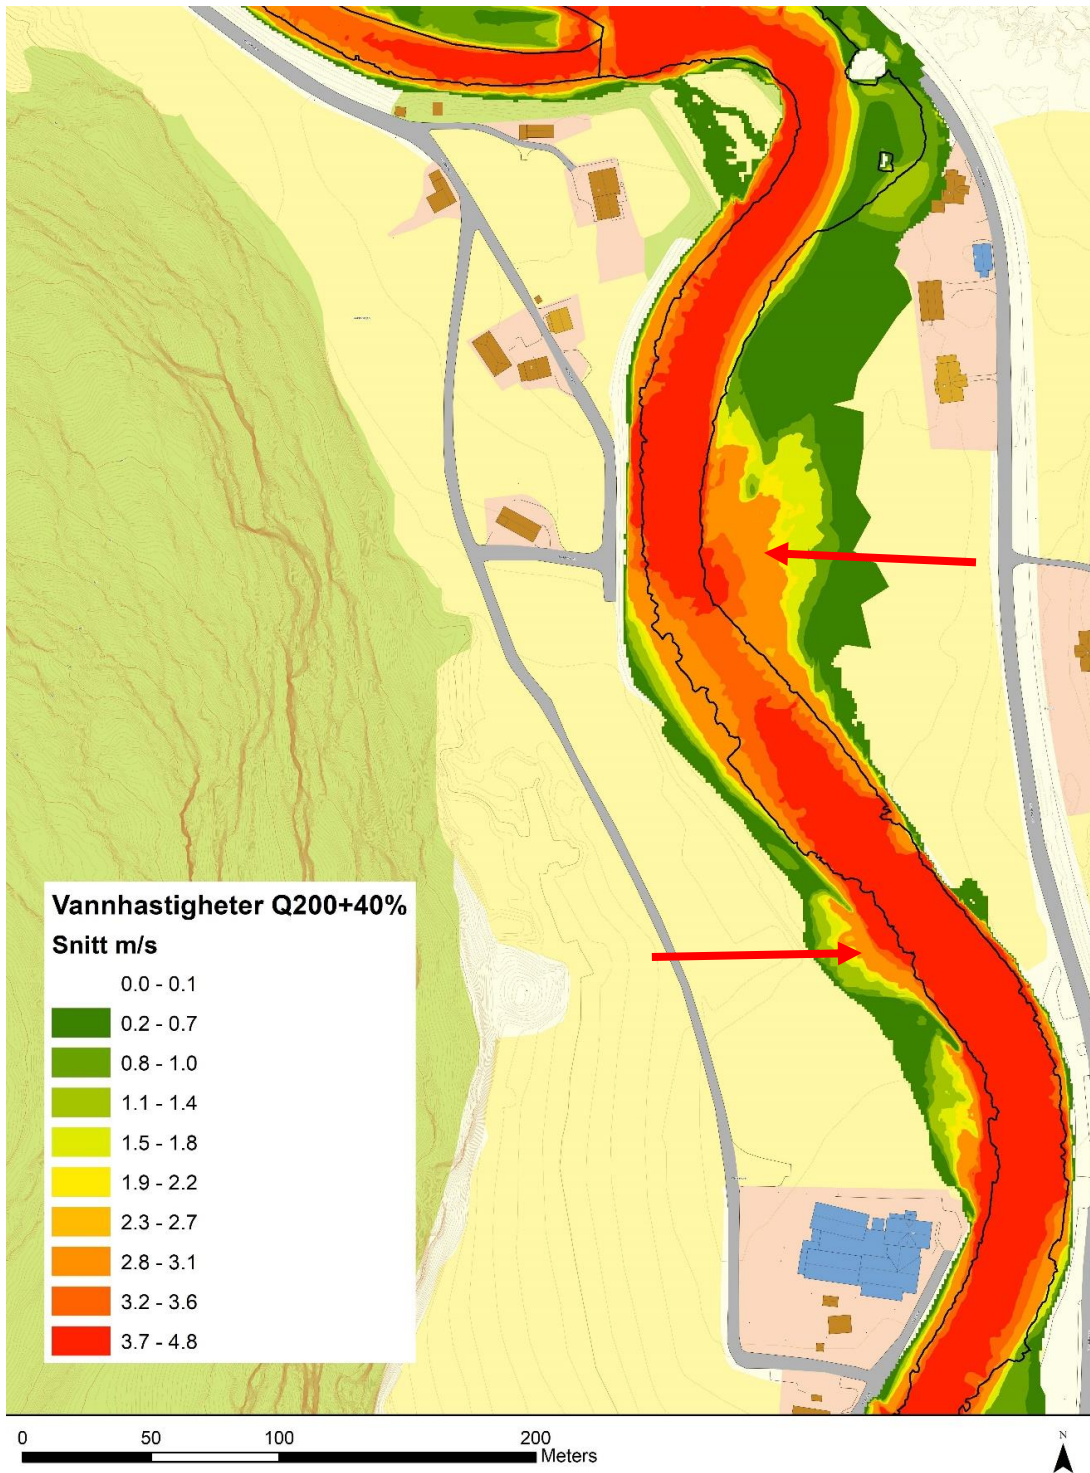 Vannhastigheter Q200+40%
Snitt m/s
0.0 - 0.1
0.2 - 0.7
0.8 - 1.0
1.1 - 1.4
1.5 - 1.8
1.9 - 2.2
2.3 - 2.7
2.8 - 3.1
3.2 - 3.6
3.7 - 4.8
0 50 100 200
Meters
N